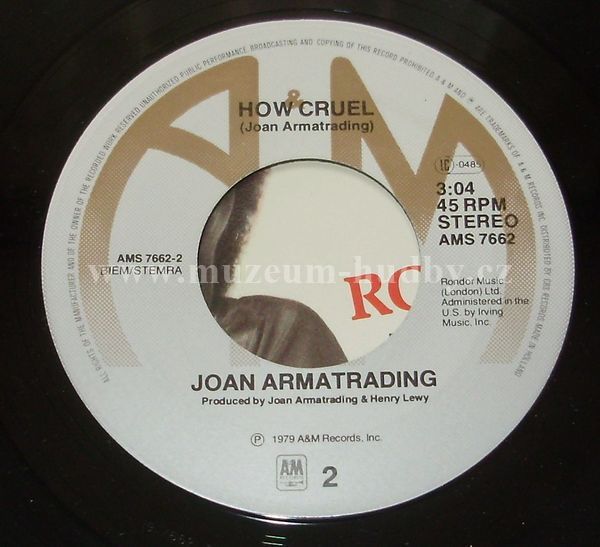 ALL RIGHTS OF THE MANUFACTURER AND OF THE OWNER OF THE RECORDED WORK RESERVED. UNAUTHORIZED PUBLIC PERFORMANCE, BROADCASTING AND COPYING OF THIS RECORD PROHIBITED. A & M AND ® ARE TRADEMARKS OF A & M RECORDS INC. DISTRIBUTED BY CBS RECORDS MADE IN HOLLAND
A&M
HOW CRUEL
(Joan Armatrading)
LC -0485
3:04
45 RPM
STEREO
AMS 7662
AMS 7662-2
BIEM/STEMRA
www.muzeum-hudby.cz
Rondor Music
(London) Ltd.
Administered in the
U.S. by Irving
Music, Inc.
RO
JOAN ARMATRADING
Produced by Joan Armatrading & Henry Lewy
℗ 1979 A&M Records, Inc.
A&M
RECORDS
2